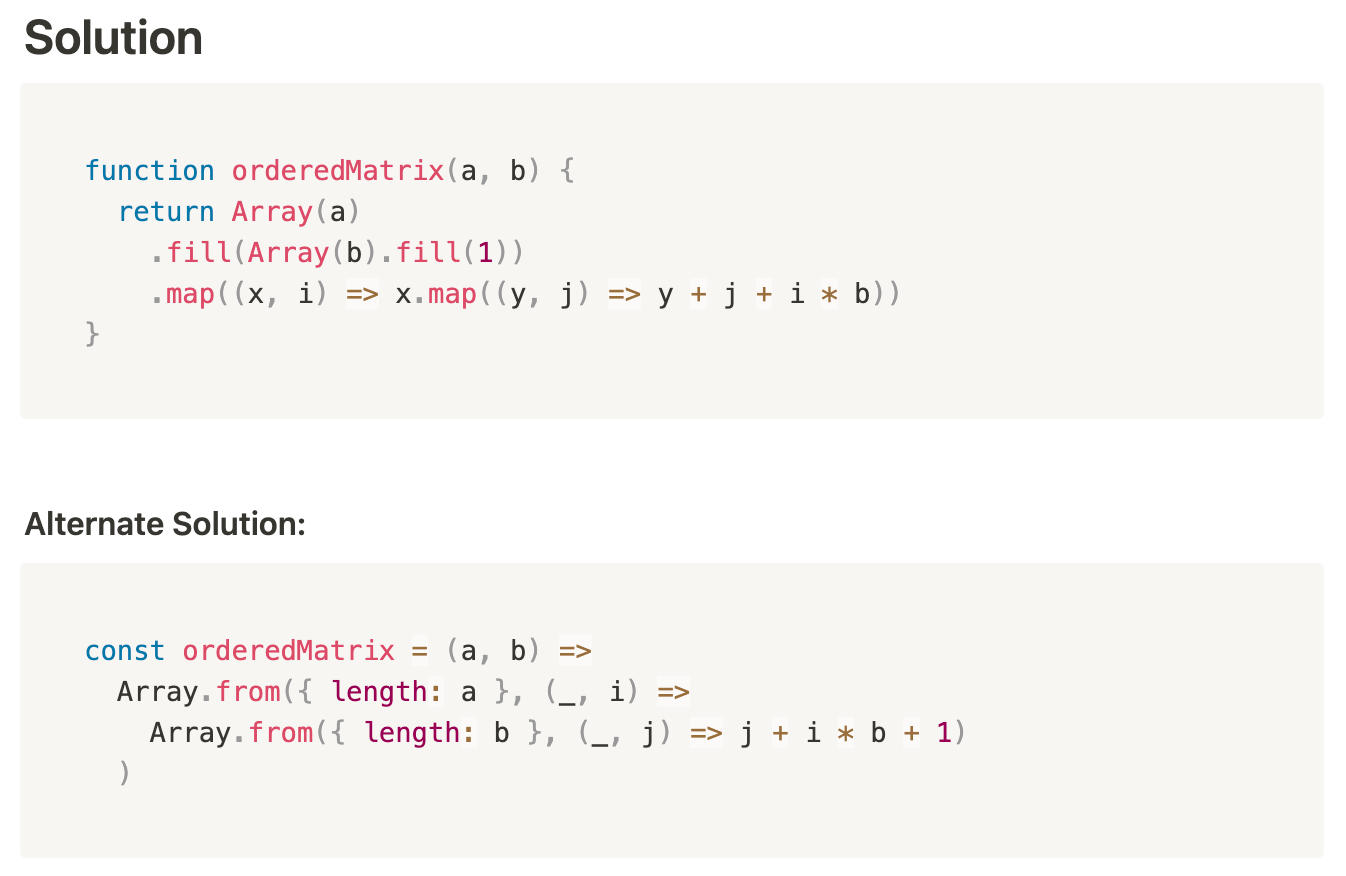 Solution
function orderedMatrix(a, b) {
  return Array(a)
    .fill(Array(b).fill(1))
    .map((x, i) => x.map((y, j) => y + j + i * b))
}
Alternate Solution:
const orderedMatrix = (a, b) =>
  Array.from({ length: a }, (_, i) =>
    Array.from({ length: b }, (_, j) => j + i * b + 1)
  )